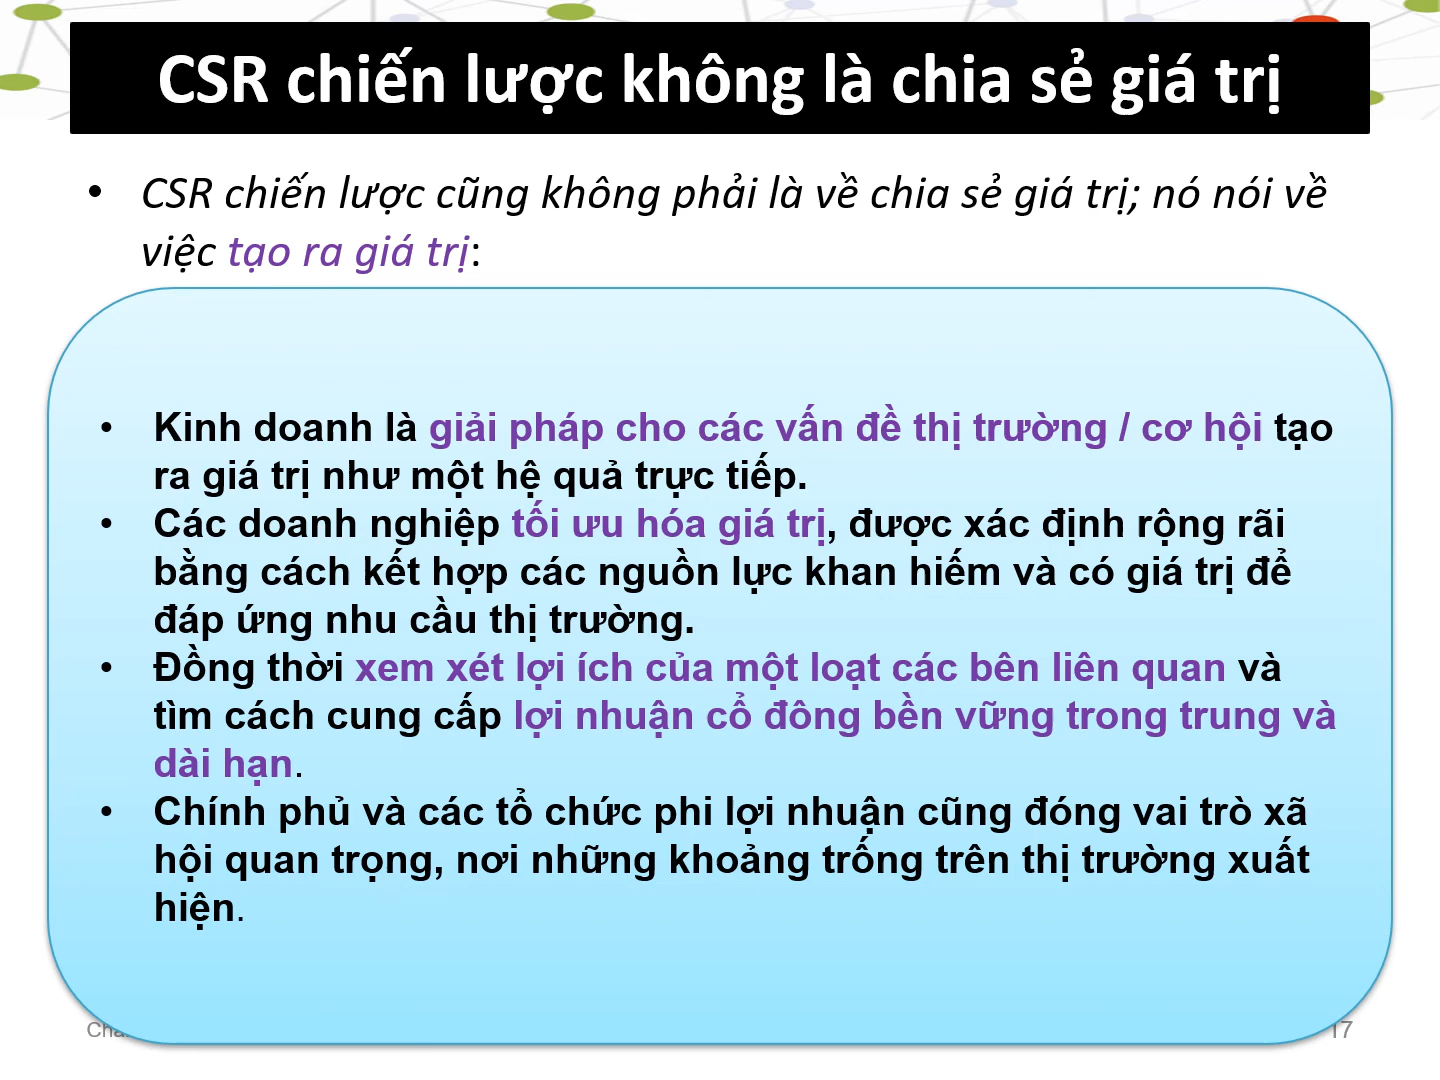 CSR chiến lược không là chia sẻ giá trị
• CSR chiến lược cũng không phải là về chia sẻ giá trị; nó nói về
việc tạo ra giá trị:
• Kinh doanh là giải pháp cho các vấn đề thị trường / cơ hội tạo
ra giá trị như một hệ quả trực tiếp.
• Các doanh nghiệp tối ưu hóa giá trị, được xác định rộng rãi
bằng cách kết hợp các nguồn lực khan hiếm và có giá trị để
đáp ứng nhu cầu thị trường.
• Đồng thời xem xét lợi ích của một loạt các bên liên quan và
tìm cách cung cấp lợi nhuận cổ đông bền vững trong trung và
dài hạn.
• Chính phủ và các tổ chức phi lợi nhuận cũng đóng vai trò xã
hội quan trọng, nơi những khoảng trống trên thị trường xuất
hiện.
17